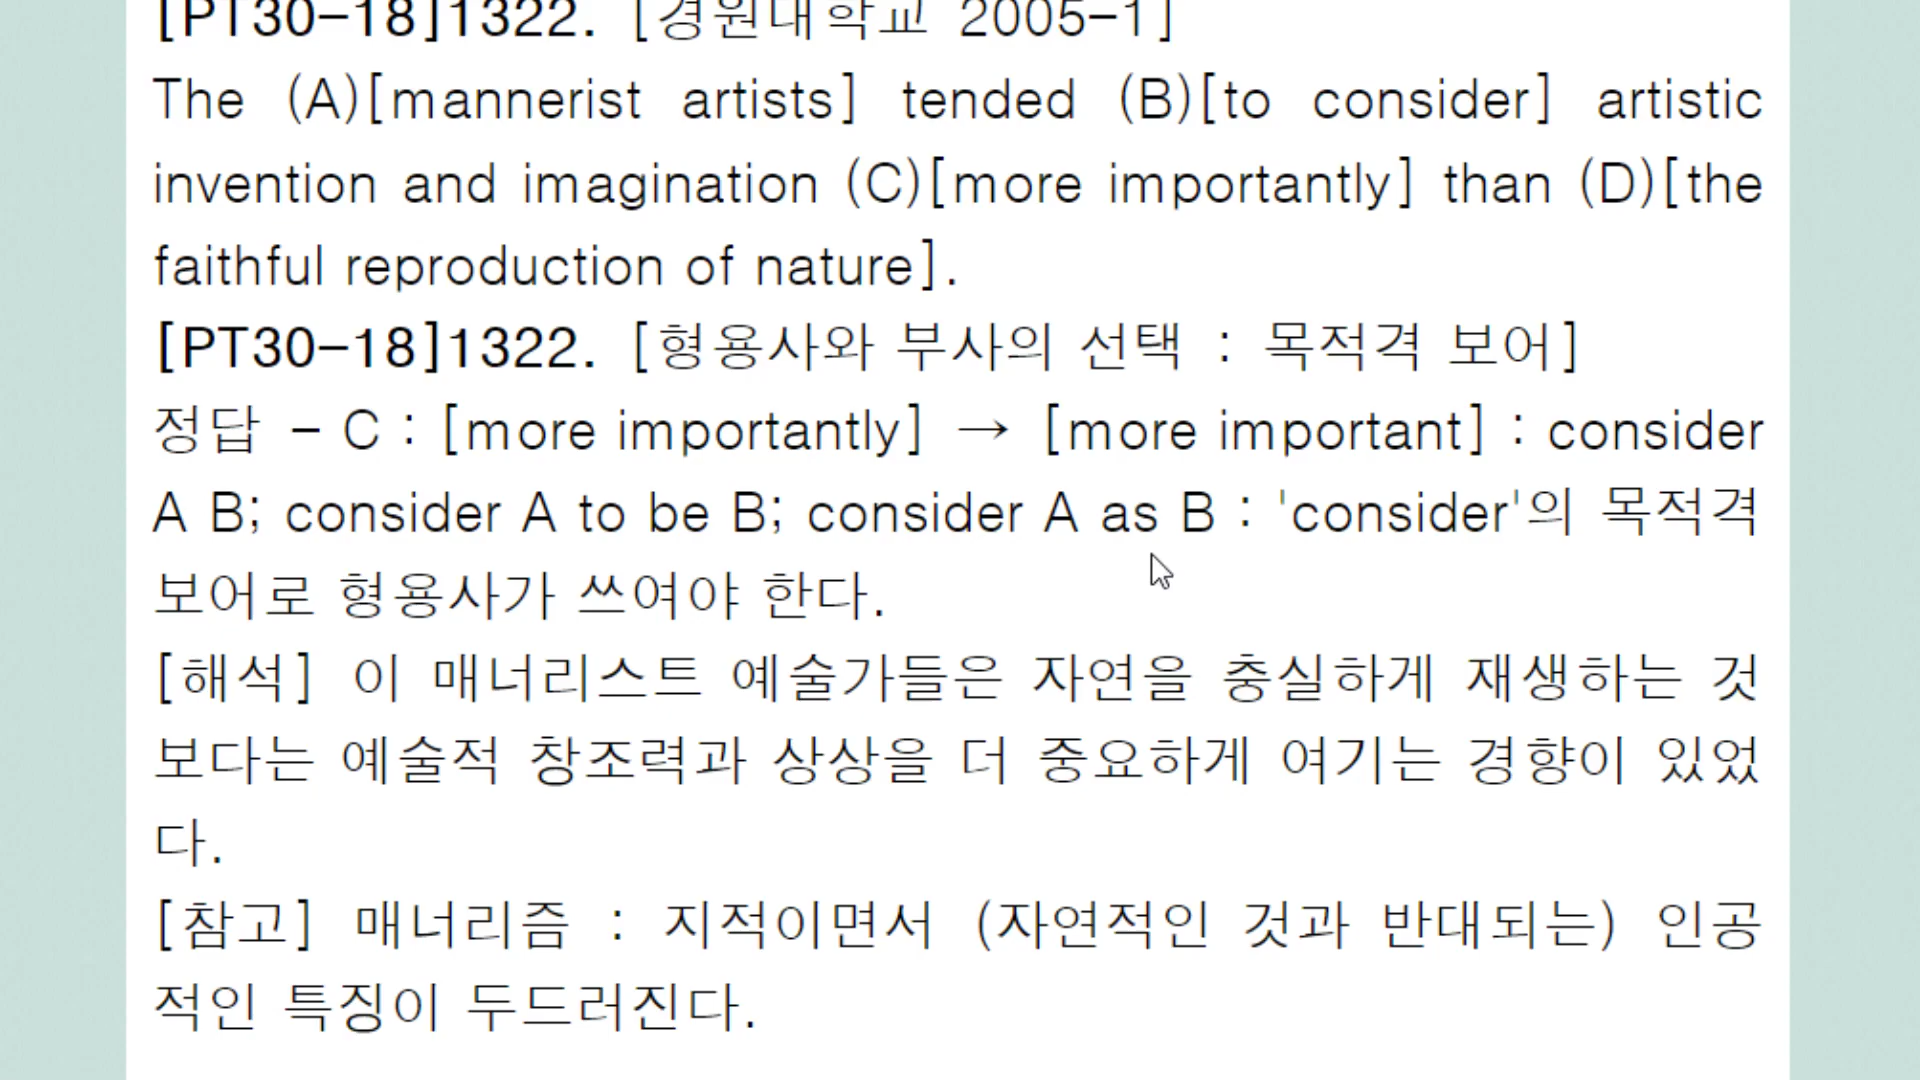 [PT30-18]1322. [경원대학교 2005-1]
The (A)[mannerist artists] tended (B)[to consider] artistic
invention and imagination (C)[more importantly] than (D)[the
faithful reproduction of nature].
[PT30-18]1322. [형용사와 부사의 선택 : 목적격 보어]
정답 - C : [more importantly] → [more important] : consider
A B; consider A to be B; consider A as B : 'consider'의 목적격
보어로 형용사가 쓰여야 한다.
[해석] 이 매너리스트 예술가들은 자연을 충실하게 재생하는 것
보다는 예술적 창조력과 상상을 더 중요하게 여기는 경향이 있었
다.
[참고] 매너리즘 : 지적이면서 (자연적인 것과 반대되는) 인공
적인 특징이 두드러진다.